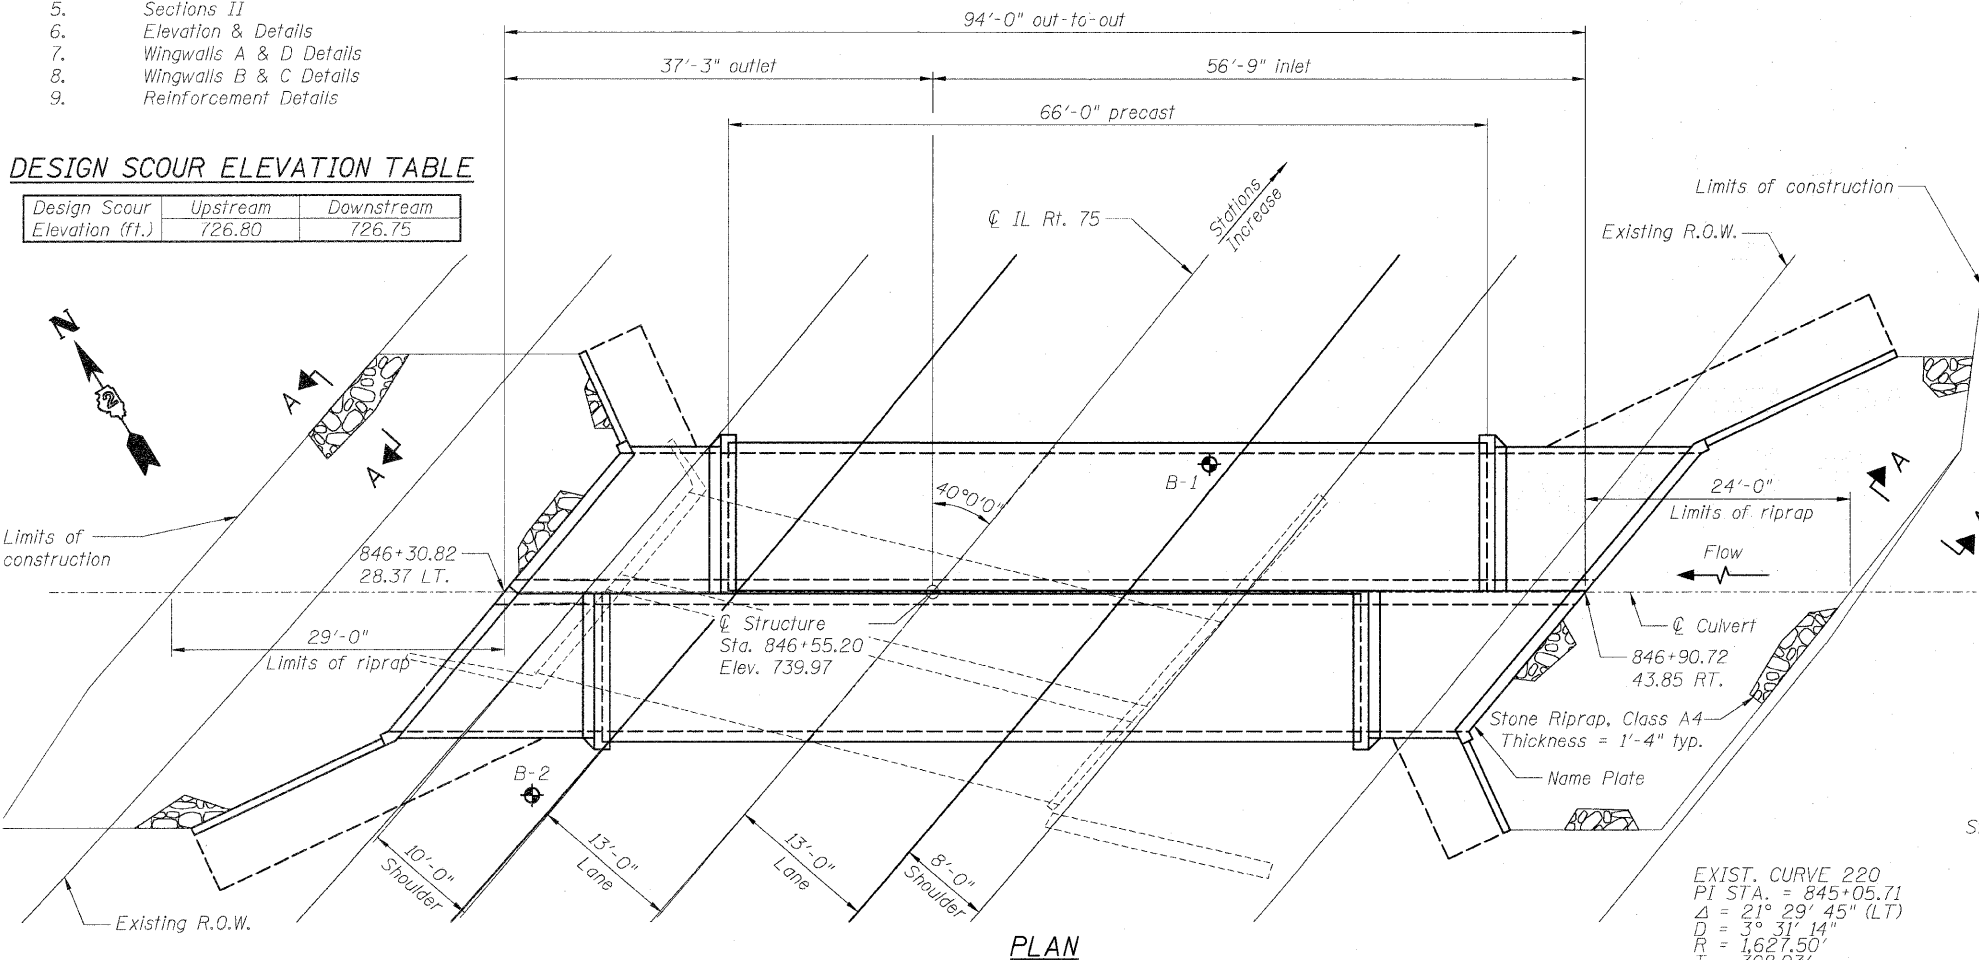 5. Sections II
6. Elevation & Details
7. Wingwalls A & D Details
8. Wingwalls B & C Details
9. Reinforcement Details
DESIGN SCOUR ELEVATION TABLE
Design Scour Elevation (ft.) Upstream Downstream
726.80 726.75
94'-0" out-to-out
37'-3" outlet
56'-9" inlet
66'-0" precast
℄ IL Rt. 75
Stations
Increase
Limits of construction
Existing R.O.W.
N
2
A
A
B-1
40°0'0"
A
24'-0"
Limits of riprap
Flow
Limits of
construction
846+30.82
28.37 LT.
29'-0"
Limits of riprap
℄ Structure
Sta. 846+55.20
Elev. 739.97
℄ Culvert
846+90.72
43.85 RT.
Stone Riprap, Class A4
Thickness = 1'-4" typ.
Name Plate
B-2
10'-0"
Shoulder
13'-0"
Lane
13'-0"
Lane
8'-0"
Shoulder
Existing R.O.W.
PLAN
EXIST. CURVE 220
PI STA. = 845+05.71
Δ = 21° 29' 45" (LT)
D = 3° 31' 14"
R = 1,627.50'